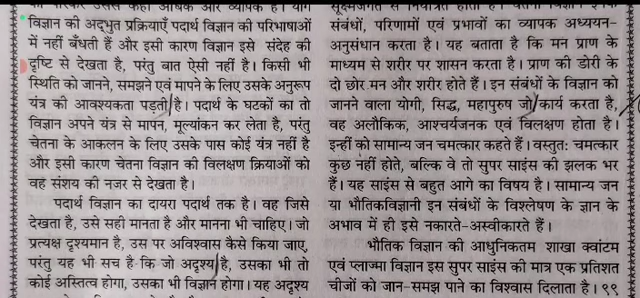 विज्ञान की अद्भुत प्रक्रियाएँ पदार्थ विज्ञान की परिभाषाओं
में नहीं बँधती हैं और इसी कारण विज्ञान इसे संदेह की
दृष्टि से देखता है, परंतु बात ऐसी नहीं है। किसी भी
स्थिति को जानने, समझने एवं मापने के लिए उसके अनुरूप
यंत्र की आवश्यकता पड़ती है। पदार्थ के घटकों का तो
विज्ञान अपने यंत्र से मापन, मूल्यांकन कर लेता है, परंतु
चेतना के आकलन के लिए उसके पास कोई यंत्र नहीं है
और इसी कारण चेतना विज्ञान की विलक्षण क्रियाओं को
वह संशय की नजर से देखता है।
पदार्थ विज्ञान का दायरा पदार्थ तक है। वह जिसे
देखता है, उसे सही मानता है और मानना भी चाहिए। जो
प्रत्यक्ष दृश्यमान है, उस पर अविश्वास कैसे किया जाए,
परंतु यह भी सच है कि जो अदृश्य है, उसका भी तो
कोई अस्तित्व होगा, उसका भी विज्ञान होगा। यह अदृश्य
संबंधों, परिणामों एवं प्रभावों का व्यापक अध्ययन-
अनुसंधान करता है। यह बताता है कि मन प्राण के
माध्यम से शरीर पर शासन करता है। प्राण की डोरी के
दो छोर मन और शरीर होते हैं। इन संबंधों के विज्ञान को
जानने वाला योगी, सिद्ध, महापुरुष जो कार्य करता है,
वह अलौकिक, आश्चर्यजनक एवं विलक्षण होता है।
इन्हीं को सामान्य जन चमत्कार कहते हैं। वस्तुतः चमत्कार
कुछ नहीं होते, बल्कि वे तो सुपर साइंस की झलक भर
हैं। यह साइंस से बहुत आगे का विषय है। सामान्य जन
या भौतिकविज्ञानी इन संबंधों के विश्लेषण के ज्ञान के
अभाव में ही इसे नकारते-अस्वीकारते हैं।
भौतिक विज्ञान की आधुनिकतम शाखा क्वांटम
एवं प्लाज्मा विज्ञान इस सुपर साइंस की मात्र एक प्रतिशत
चीजों को जान-समझ पाने का विश्वास दिलाता है। ९९